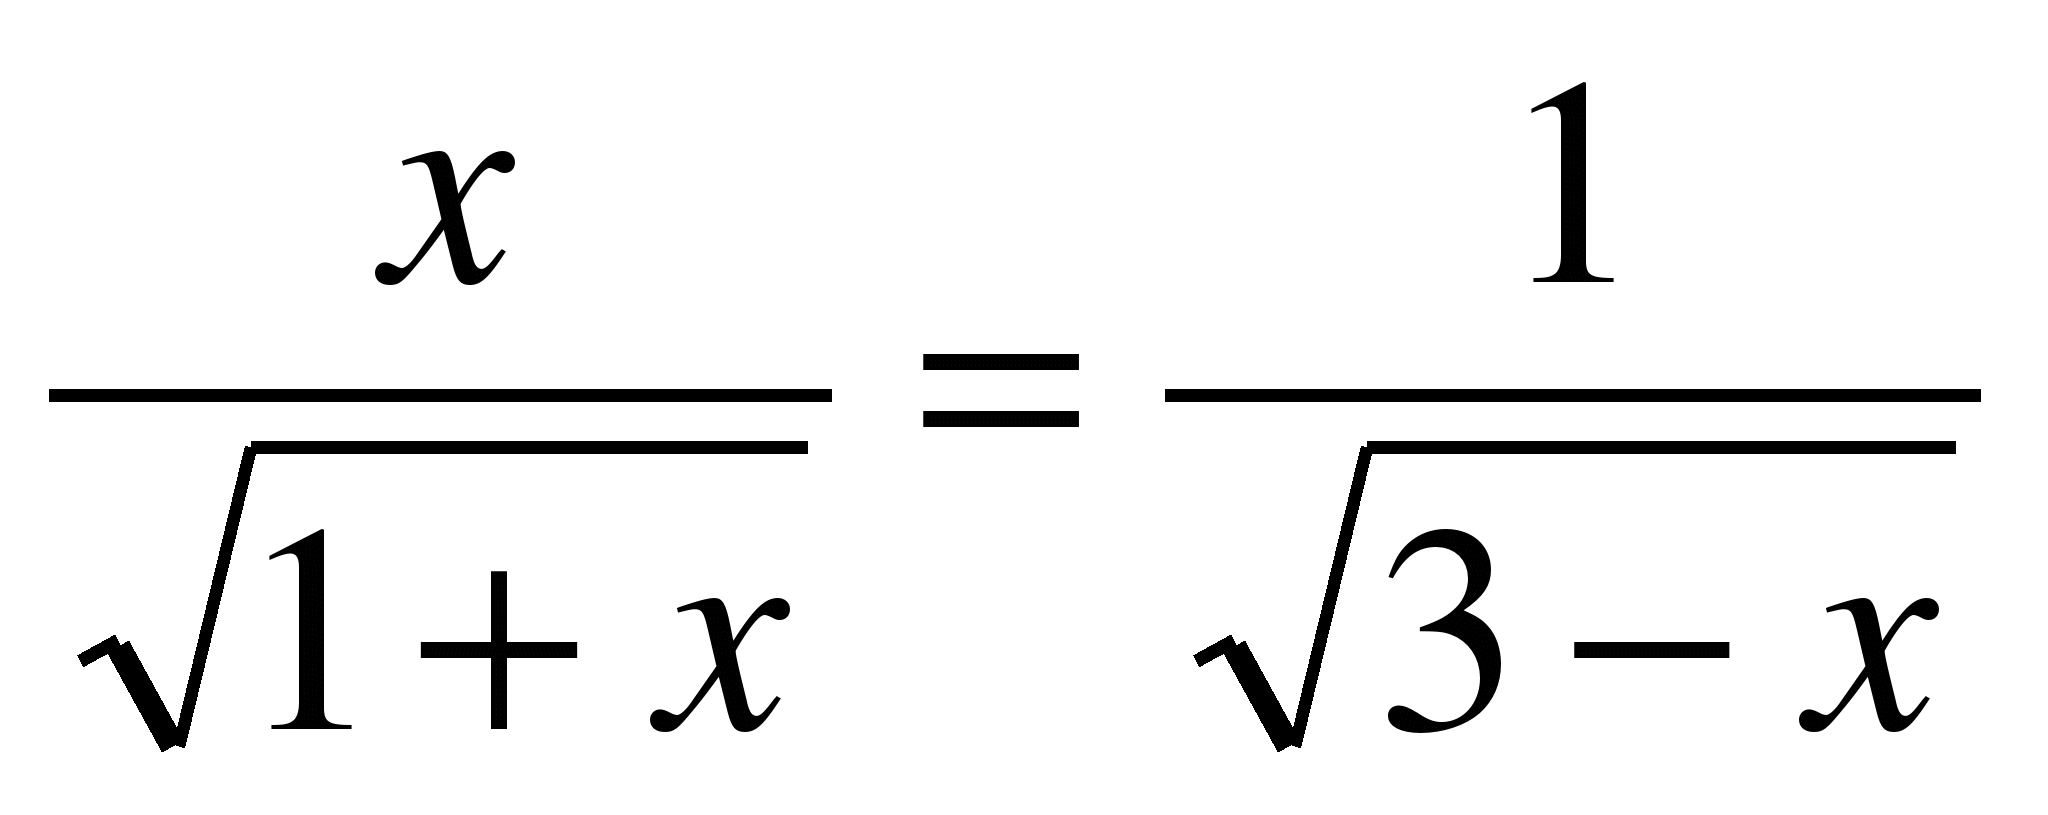 x/√(1 + x) = 1/√(3 − x)